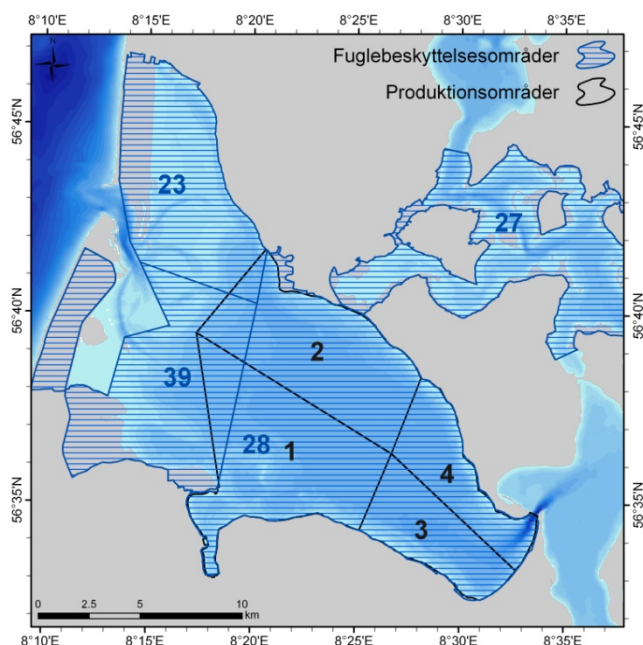 8°10'E 8°15'E 8°20'E 8°25'E 8°30'E 8°35'E
Fuglebeskyttelsesområder
Produktionsområder
56°45'N 56°45'N
23
27
56°40'N 56°40'N
2
39
28
1
4
56°35'N 56°35'N
3
0 2.5 5 10
km
8°10'E 8°15'E 8°20'E 8°25'E 8°30'E 8°35'E